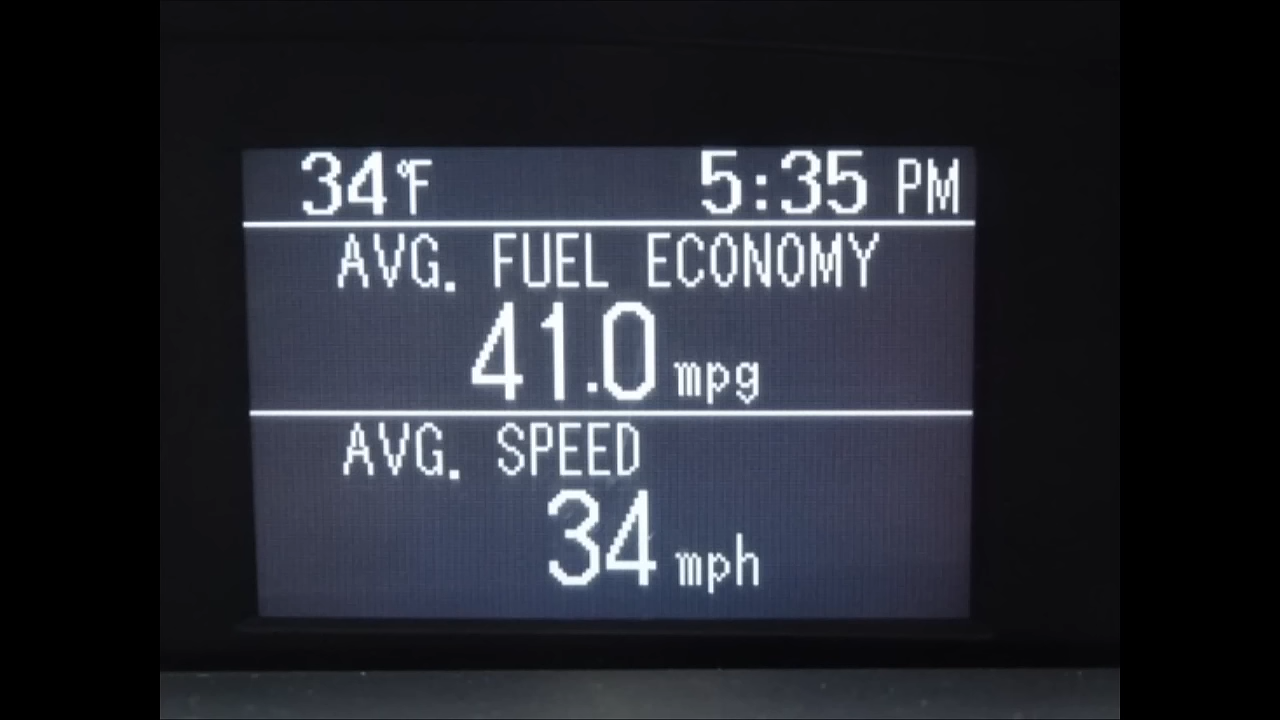 34°F 5:35 PM
AVG. FUEL ECONOMY
41.0 mpg
AVG. SPEED
34 mph